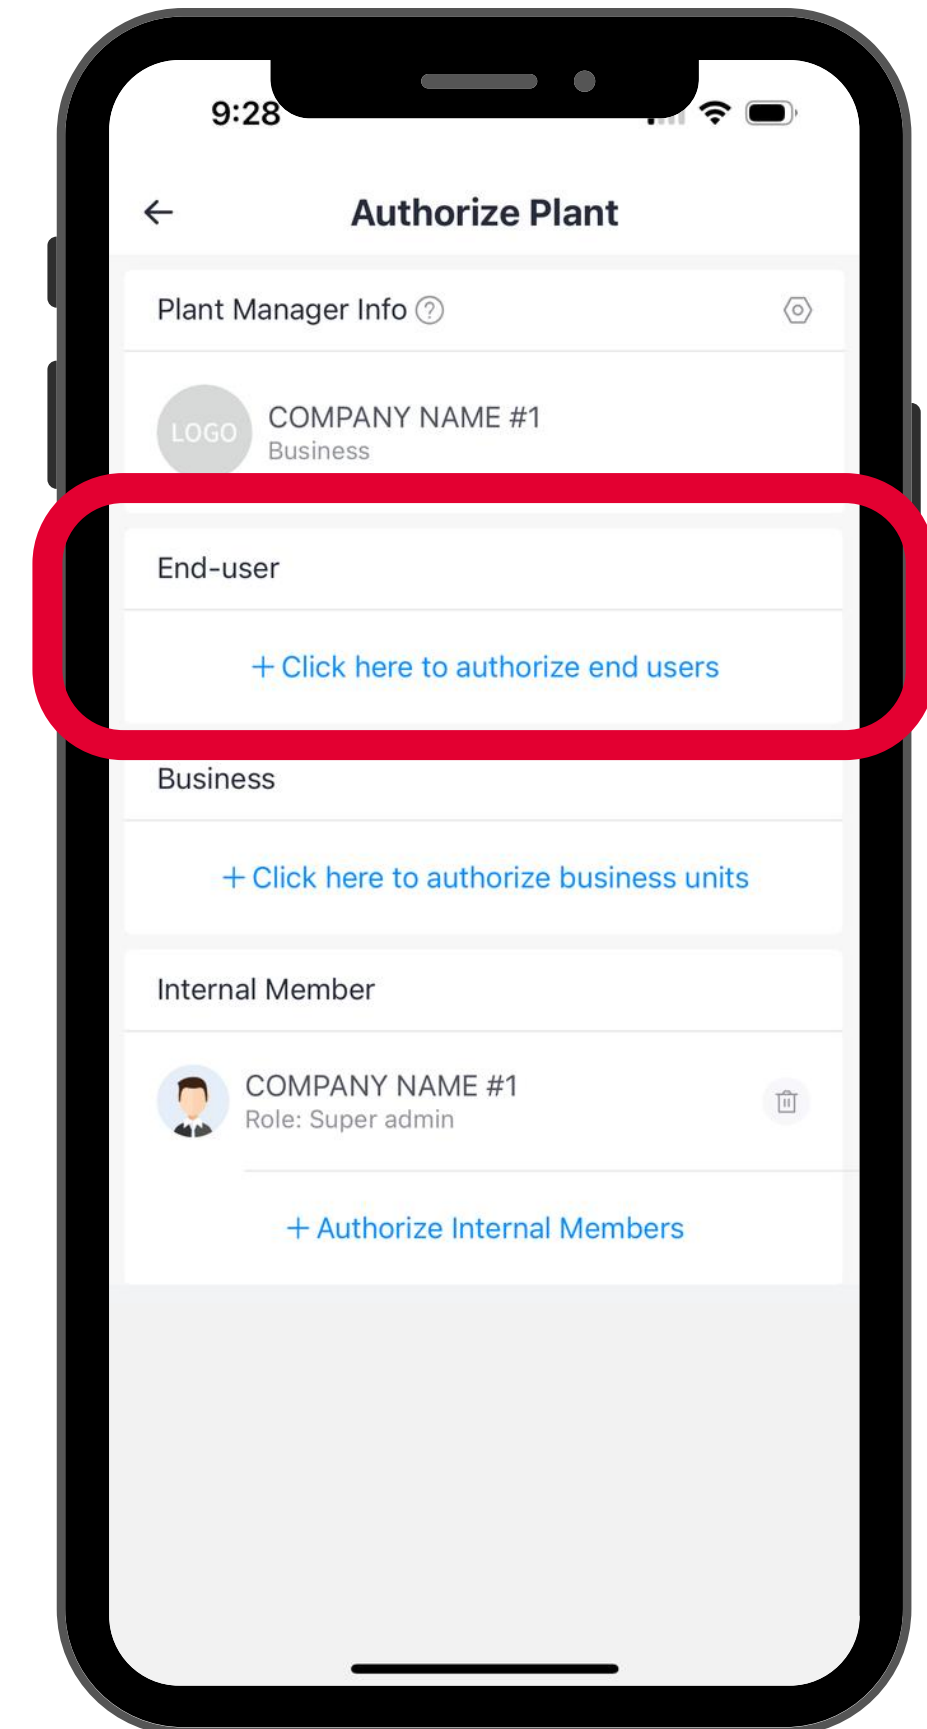 9:28
Authorize Plant
Plant Manager Info
LOGO
COMPANY NAME #1
Business
End-user
+ Click here to authorize end users
Business
+ Click here to authorize business units
Internal Member
COMPANY NAME #1
Role: Super admin
+ Authorize Internal Members